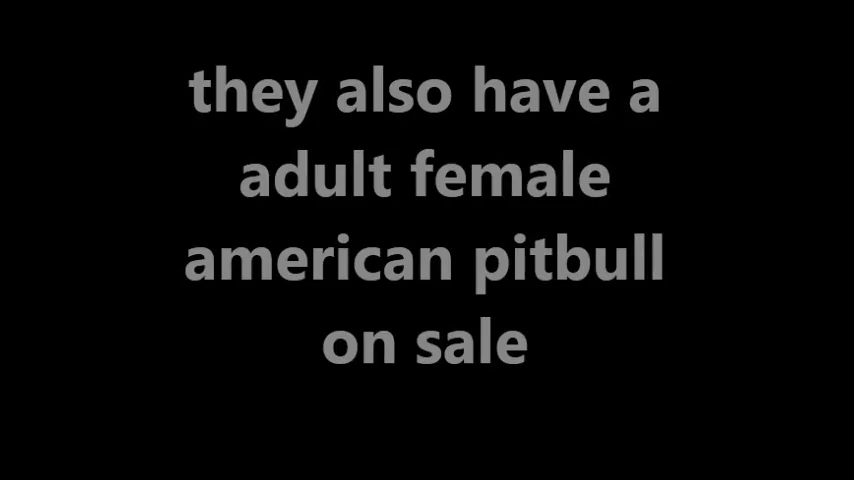 they also have a
adult female
american pitbull
on sale